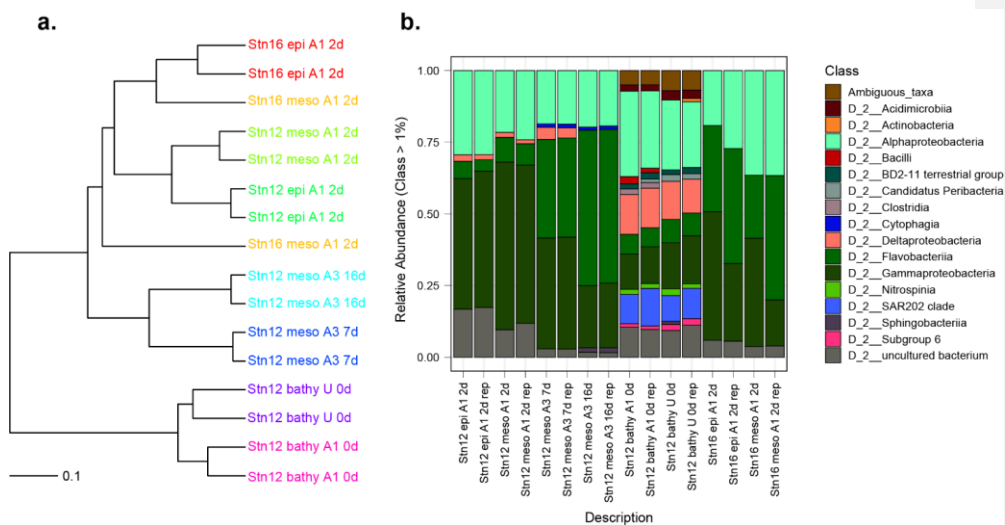 a.
Stn16 epi A1 2d
Stn16 epi A1 2d
Stn16 meso A1 2d
Stn12 meso A1 2d
Stn12 meso A1 2d
Stn12 epi A1 2d
Stn12 epi A1 2d
Stn16 meso A1 2d
Stn12 meso A3 16d
Stn12 meso A3 16d
Stn12 meso A3 7d
Stn12 meso A3 7d
Stn12 bathy U 0d
Stn12 bathy U 0d
Stn12 bathy A1 0d
Stn12 bathy A1 0d
0.1
b.
Relative Abundance (Class > 1%)
1.00
0.75
0.50
0.25
0.00
Stn12 epi A1 2d
Stn12 epi A1 2d rep
Stn12 meso A1 2d
Stn12 meso A1 2d rep
Stn12 meso A3 7d
Stn12 meso A3 7d rep
Stn12 meso A3 16d
Stn12 meso A3 16d rep
Stn12 bathy A1 0d
Stn12 bathy A1 0d rep
Stn12 bathy U 0d
Stn12 bathy U 0d rep
Stn16 epi A1 2d
Stn16 epi A1 2d rep
Stn16 meso A1 2d
Stn16 meso A1 2d rep
Description
Class
Ambiguous_taxa
D_2__Acidimicrobiia
D_2__Actinobacteria
D_2__Alphaproteobacteria
D_2__Bacilli
D_2__BD2-11 terrestrial group
D_2__Candidatus Peribacteria
D_2__Clostridia
D_2__Cytophagia
D_2__Deltaproteobacteria
D_2__Flavobacteriia
D_2__Gammaproteobacteria
D_2__Nitrospinia
D_2__SAR202 clade
D_2__Sphingobacteriia
D_2__Subgroup 6
D_2__uncultured bacterium